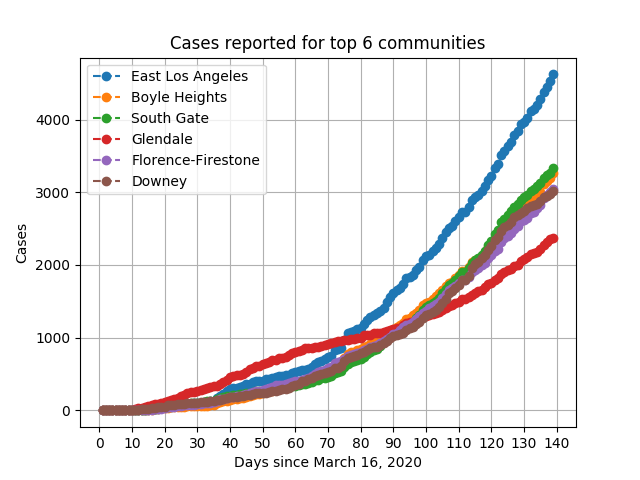 Cases reported for top 6 communities
East Los Angeles
Boyle Heights
South Gate
Glendale
Florence-Firestone
Downey
Cases
4000
3000
2000
1000
0
0 10 20 30 40 50 60 70 80 90 100 110 120 130 140
Days since March 16, 2020